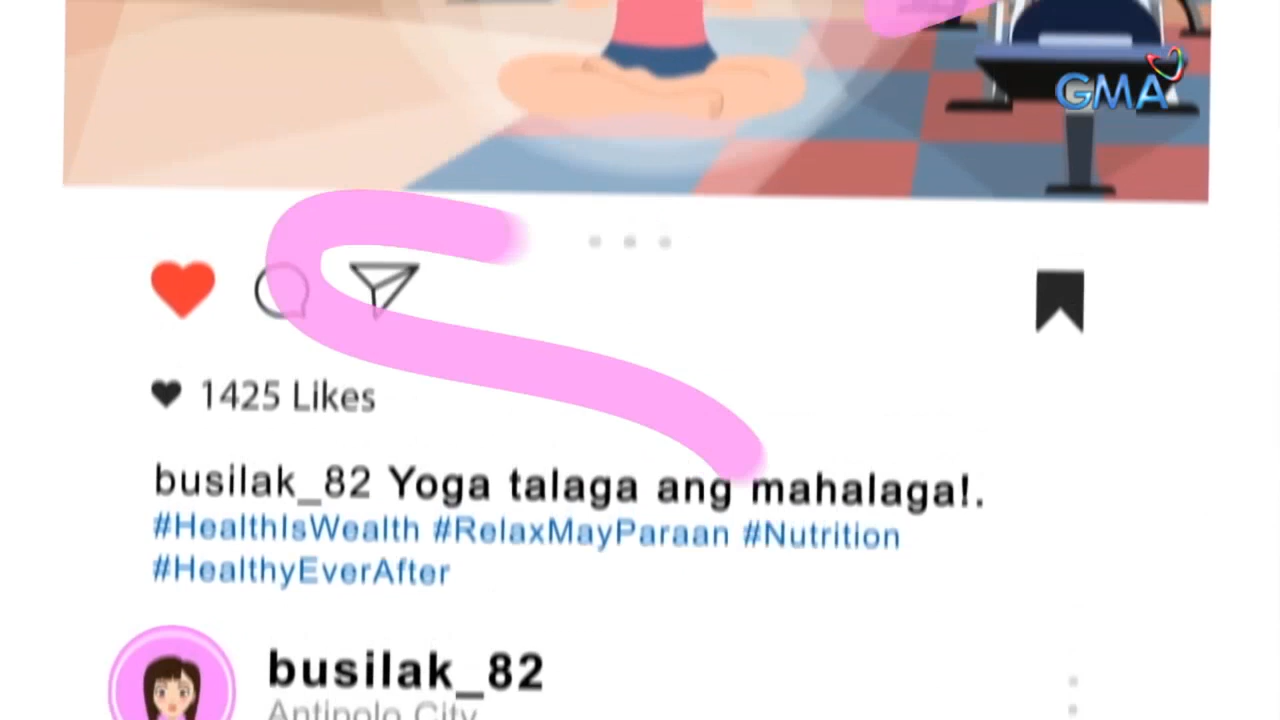 GMA
1425 Likes
busilak_82 Yoga talaga ang mahalaga!.
#HealthIsWealth #RelaxMayParaan #Nutrition
#HealthyEverAfter
busilak_82
Antipolo City